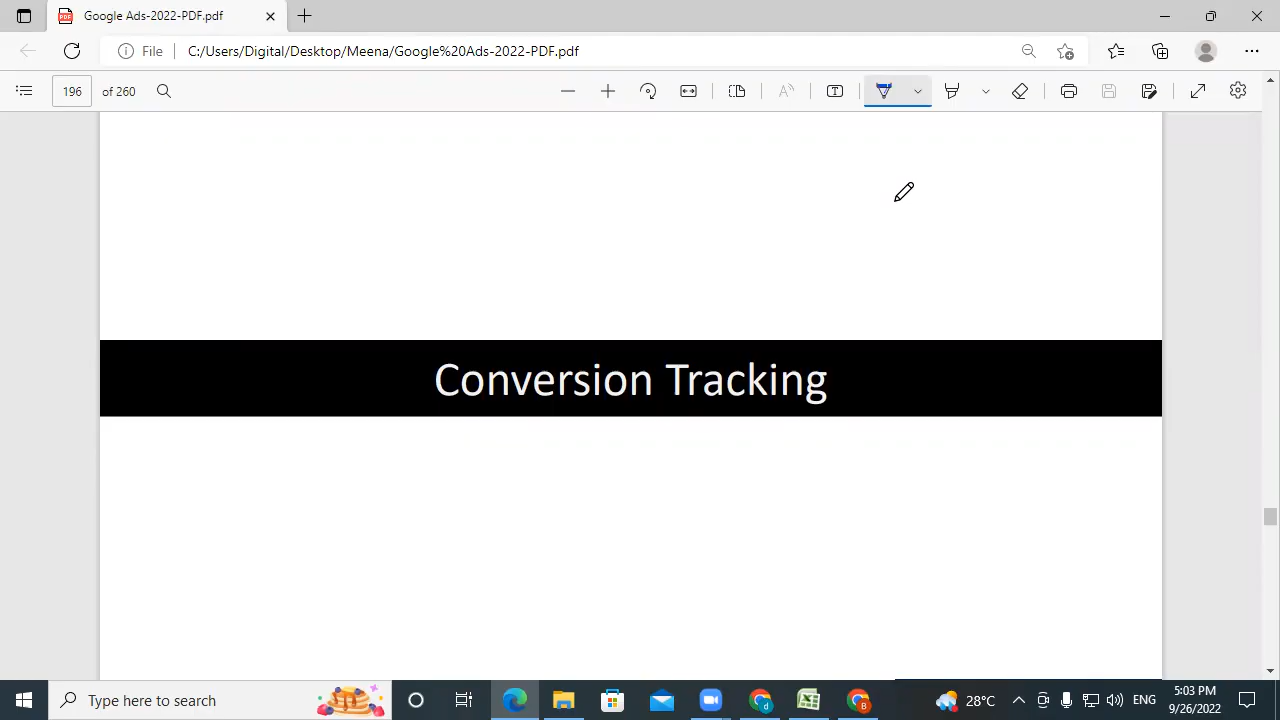 Google Ads-2022-PDF.pdf
File
C:/Users/Digital/Desktop/Meena/Google%20Ads-2022-PDF.pdf
196 of 260
Conversion Tracking
Type here to search
28°C
ENG
5:03 PM
9/26/2022